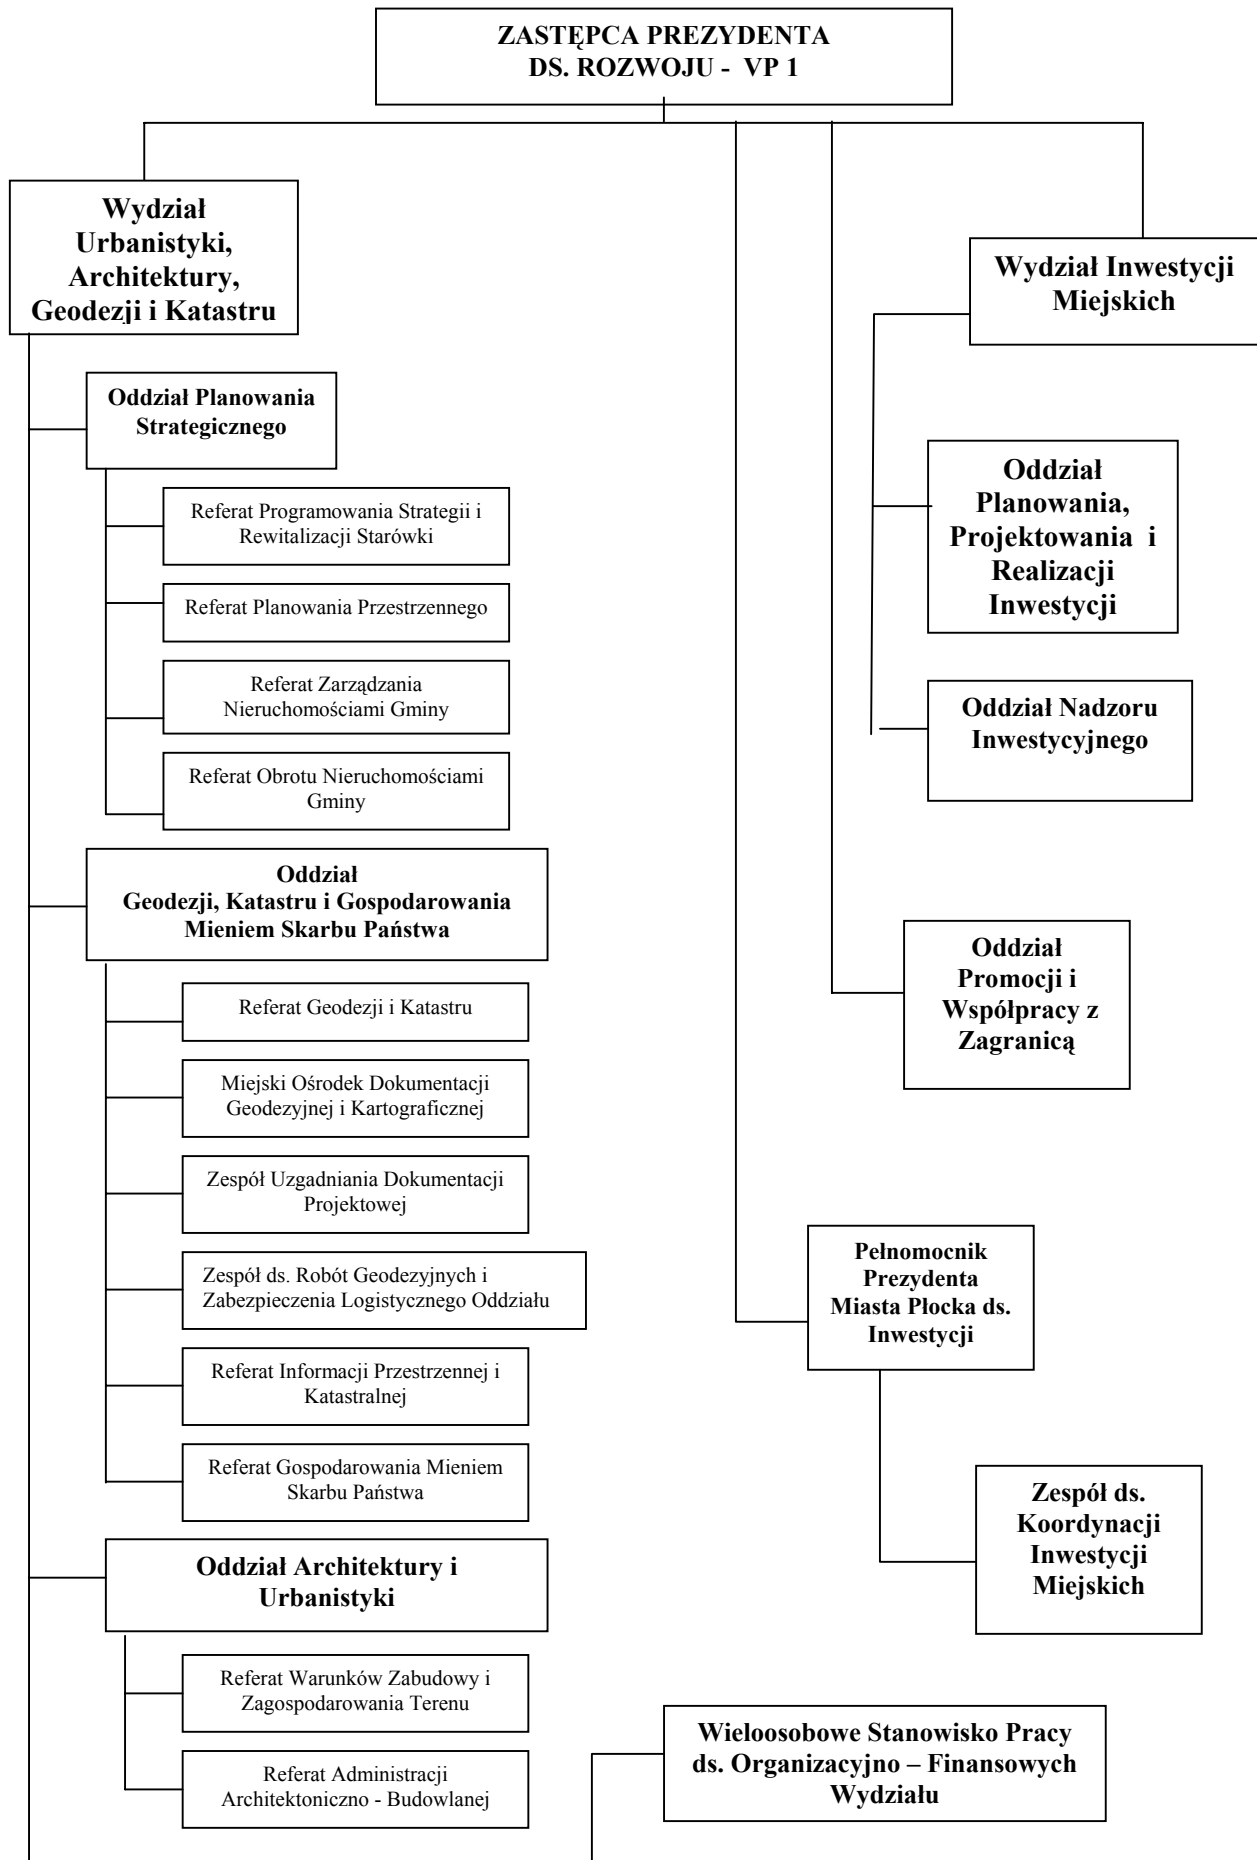 ZASTĘPCA PREZYDENTA
DS. ROZWOJU - VP 1
Wydział
Urbanistyki,
Architektury,
Geodezji i Katastru
Wydział Inwestycji
Miejskich
Oddział Planowania
Strategicznego
Referat Programowania Strategii i
Rewitalizacji Starówki
Referat Planowania Przestrzennego
Referat Zarządzania
Nieruchomościami Gminy
Referat Obrotu Nieruchomościami
Gminy
Oddział
Planowania,
Projektowania i
Realizacji
Inwestycji
Oddział Nadzoru
Inwestycyjnego
Oddział
Geodezji, Katastru i Gospodarowania
Mieniem Skarbu Państwa
Referat Geodezji i Katastru
Miejski Ośrodek Dokumentacji
Geodezyjnej i Kartograficznej
Zespół Uzgadniania Dokumentacji
Projektowej
Zespół ds. Robót Geodezyjnych i
Zabezpieczenia Logistycznego Oddziału
Referat Informacji Przestrzennej i
Katastralnej
Referat Gospodarowania Mieniem
Skarbu Państwa
Oddział
Promocji i
Współpracy z
Zagranicą
Pełnomocnik
Prezydenta
Miasta Płocka ds.
Inwestycji
Zespół ds.
Koordynacji
Inwestycji
Miejskich
Oddział Architektury i
Urbanistyki
Referat Warunków Zabudowy i
Zagospodarowania Terenu
Referat Administracji
Architektoniczno - Budowlanej
Wieloosobowe Stanowisko Pracy
ds. Organizacyjno – Finansowych
Wydziału